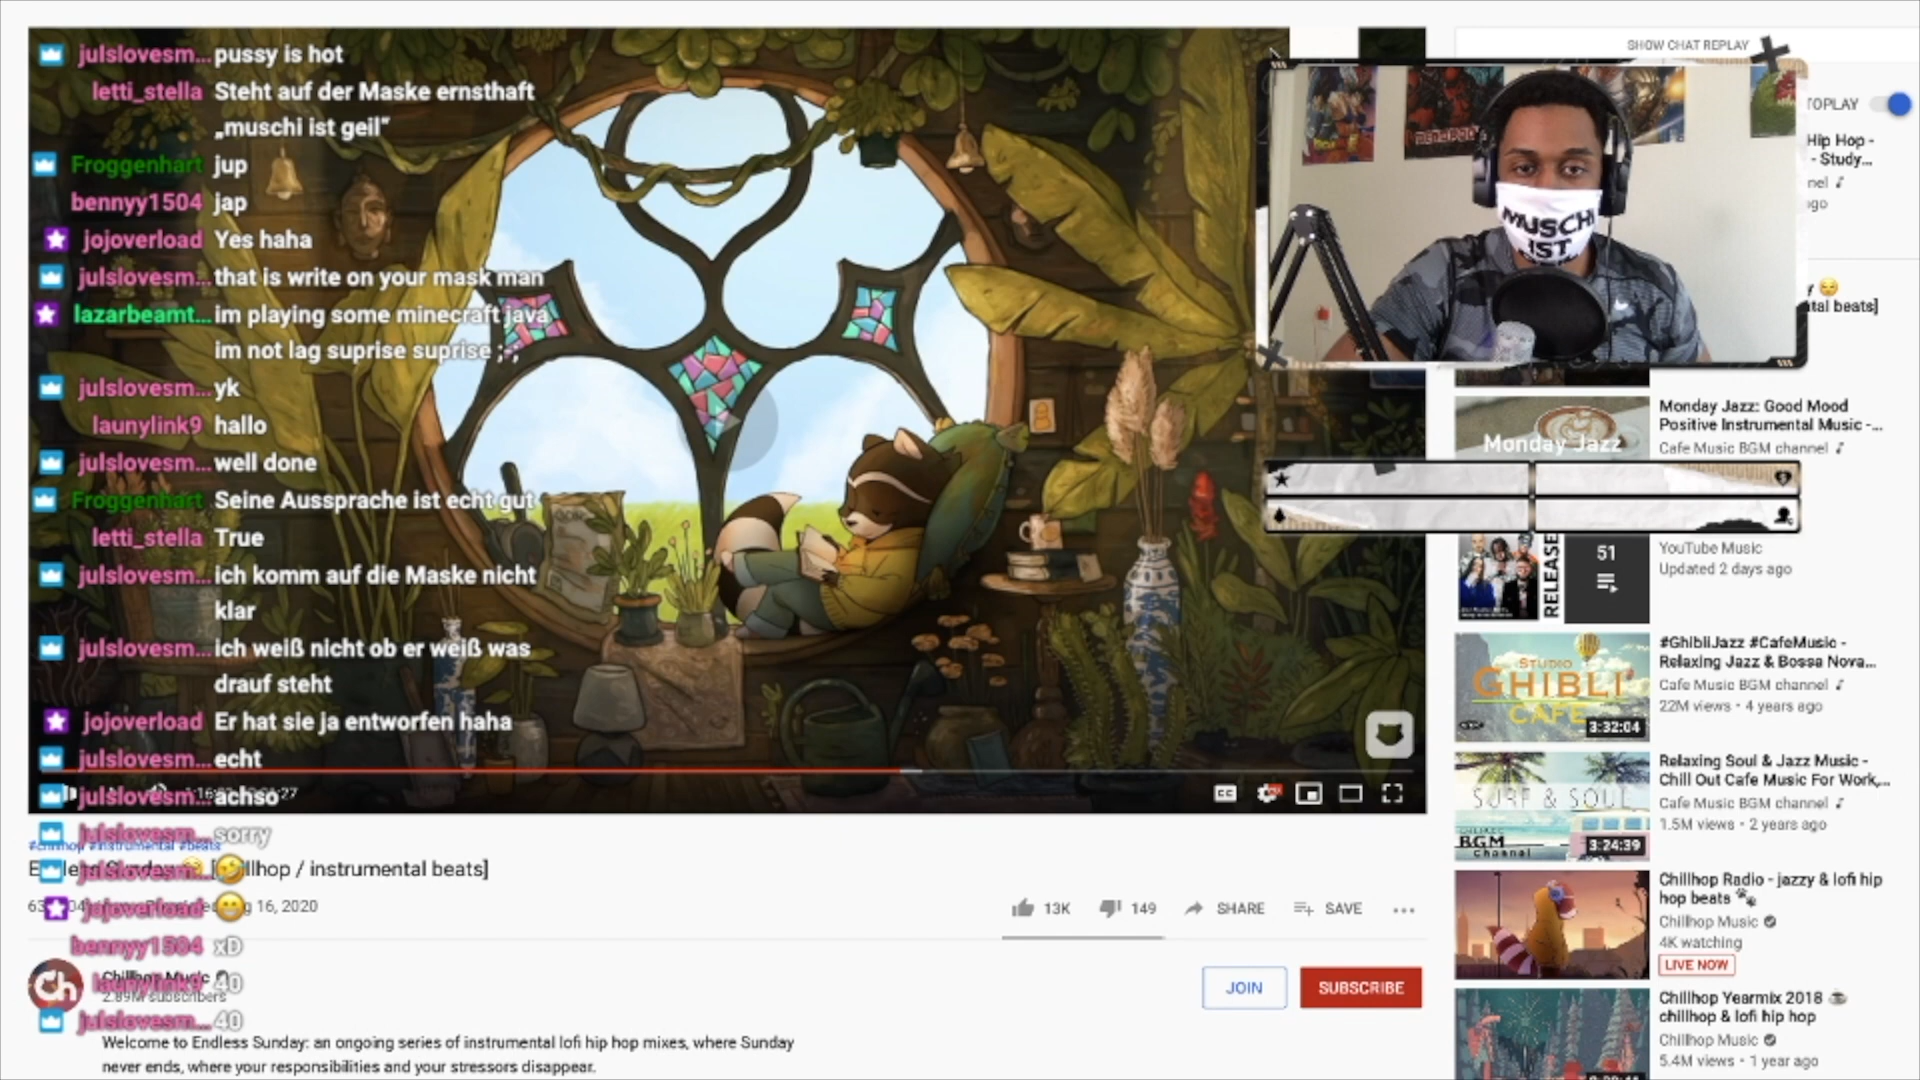 julslovesm... pussy is hot
letti_stella Steht auf der Maske ernsthaft
„muschi ist geil“
Froggenhart jup
bennyy1504 jap
jojoverload Yes haha
julslovesm... that is write on your mask man
lazarbeamt... im playing some minecraft java
im not lag suprise suprise ;-;
julslovesm... yk
launylink9 hallo
julslovesm... well done
Froggenhart Seine Aussprache ist echt gut
letti_stella True
julslovesm... ich komm auf die Maske nicht
klar
julslovesm... ich weiß nicht ob er weiß was
drauf steht
jojoverload Er hat sie ja entworfen haha
julslovesm... echt
julslovesm... achso
julslovesm... sorry
julslovesm... 🤣
jojoverload 😁
bennyy1504 xD
launylink9 40
julslovesm... 40
CC
#chillhop #instrumental #beats
llhop / instrumental beats]
16, 2020
13K
149
SHARE
SAVE
Ch
Chillhop Music
2.89M subscribers
JOIN
SUBSCRIBE
Welcome to Endless Sunday: an ongoing series of instrumental lofi hip hop mixes, where Sunday
never ends, where your responsibilities and your stressors disappear.
MUSCHI
IST
SHOW CHAT REPLAY
TOPLAY
Hip Hop -
- Study...
nel ♪
ago
tal beats]
Monday Jazz
Monday Jazz: Good Mood
Positive Instrumental Music -...
Cafe Music BGM channel ♪
RELEASE
51
YouTube Music
Updated 2 days ago
STUDIO
GHIBLI
CAFE
3:32:04
#GhibliJazz #CafeMusic -
Relaxing Jazz & Bossa Nova...
Cafe Music BGM channel ♪
22M views • 4 years ago
SURF & SOUL
BGM
Channel
3:24:39
Relaxing Soul & Jazz Music -
Chill Out Cafe Music For Work,...
Cafe Music BGM channel ♪
1.5M views • 2 years ago
Chillhop Radio - jazzy & lofi hip
hop beats 🐾
Chillhop Music
4K watching
LIVE NOW
Chillhop Yearmix 2018 ☕
chillhop & lofi hip hop
Chillhop Music
5.4M views • 1 year ago